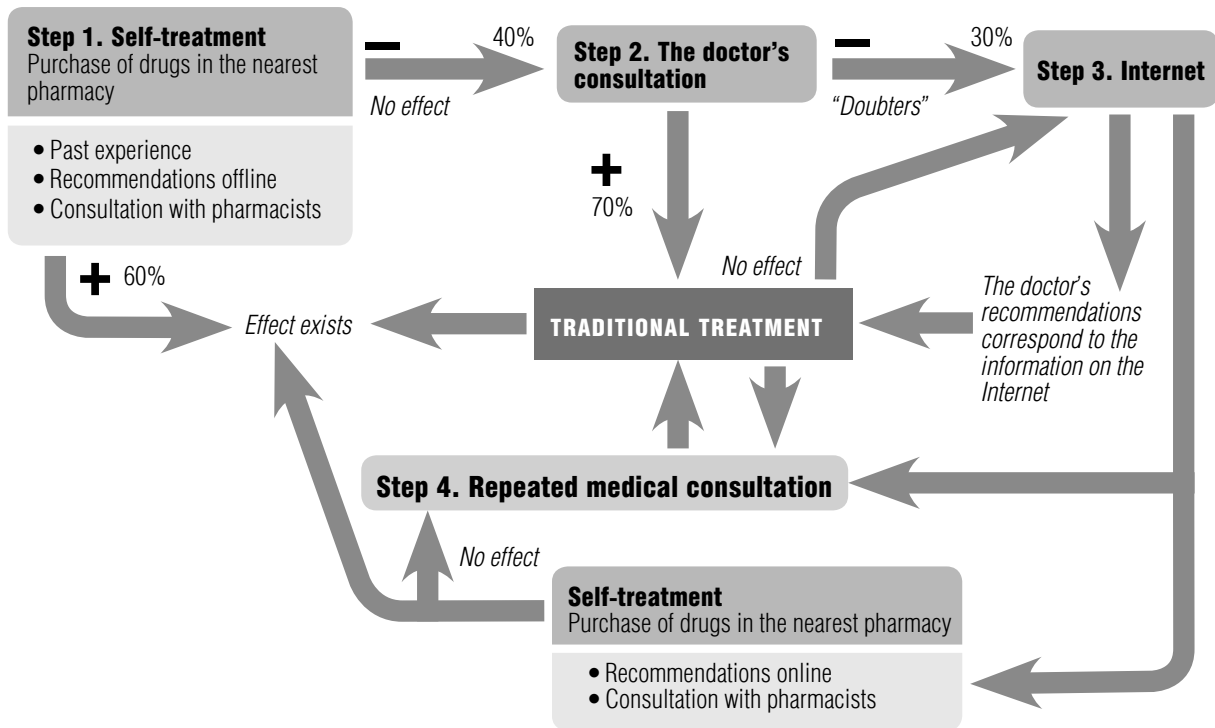 Step 1. Self-treatment
Purchase of drugs in the nearest
pharmacy
• Past experience
• Recommendations offline
• Consultation with pharmacists
– 40%
No effect
Step 2. The doctor’s
consultation
– 30%
“Doubters”
Step 3. Internet
+
70%
+ 60%
No effect
Effect exists
TRADITIONAL TREATMENT
The doctor’s
recommendations
correspond to the
information on the
Internet
Step 4. Repeated medical consultation
No effect
Self-treatment
Purchase of drugs in the nearest pharmacy
• Recommendations online
• Consultation with pharmacists